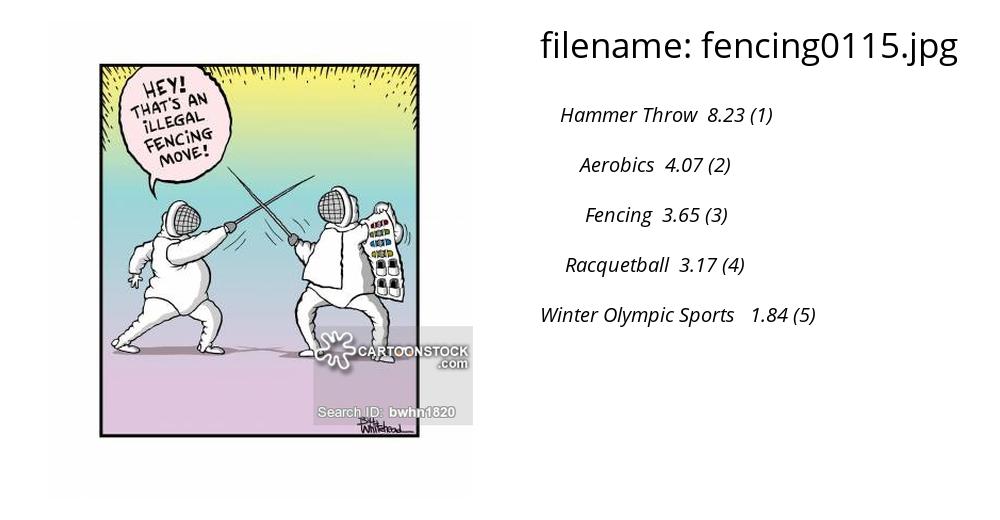 HEY!
THAT'S AN
iLLEGAL
FENCiNG
MOVE!
CARTOONSTOCK
.com
Search ID: bwhn1820
Bill
Whitehead
filename: fencing0115.jpg
Hammer Throw 8.23 (1)
Aerobics 4.07 (2)
Fencing 3.65 (3)
Racquetball 3.17 (4)
Winter Olympic Sports 1.84 (5)